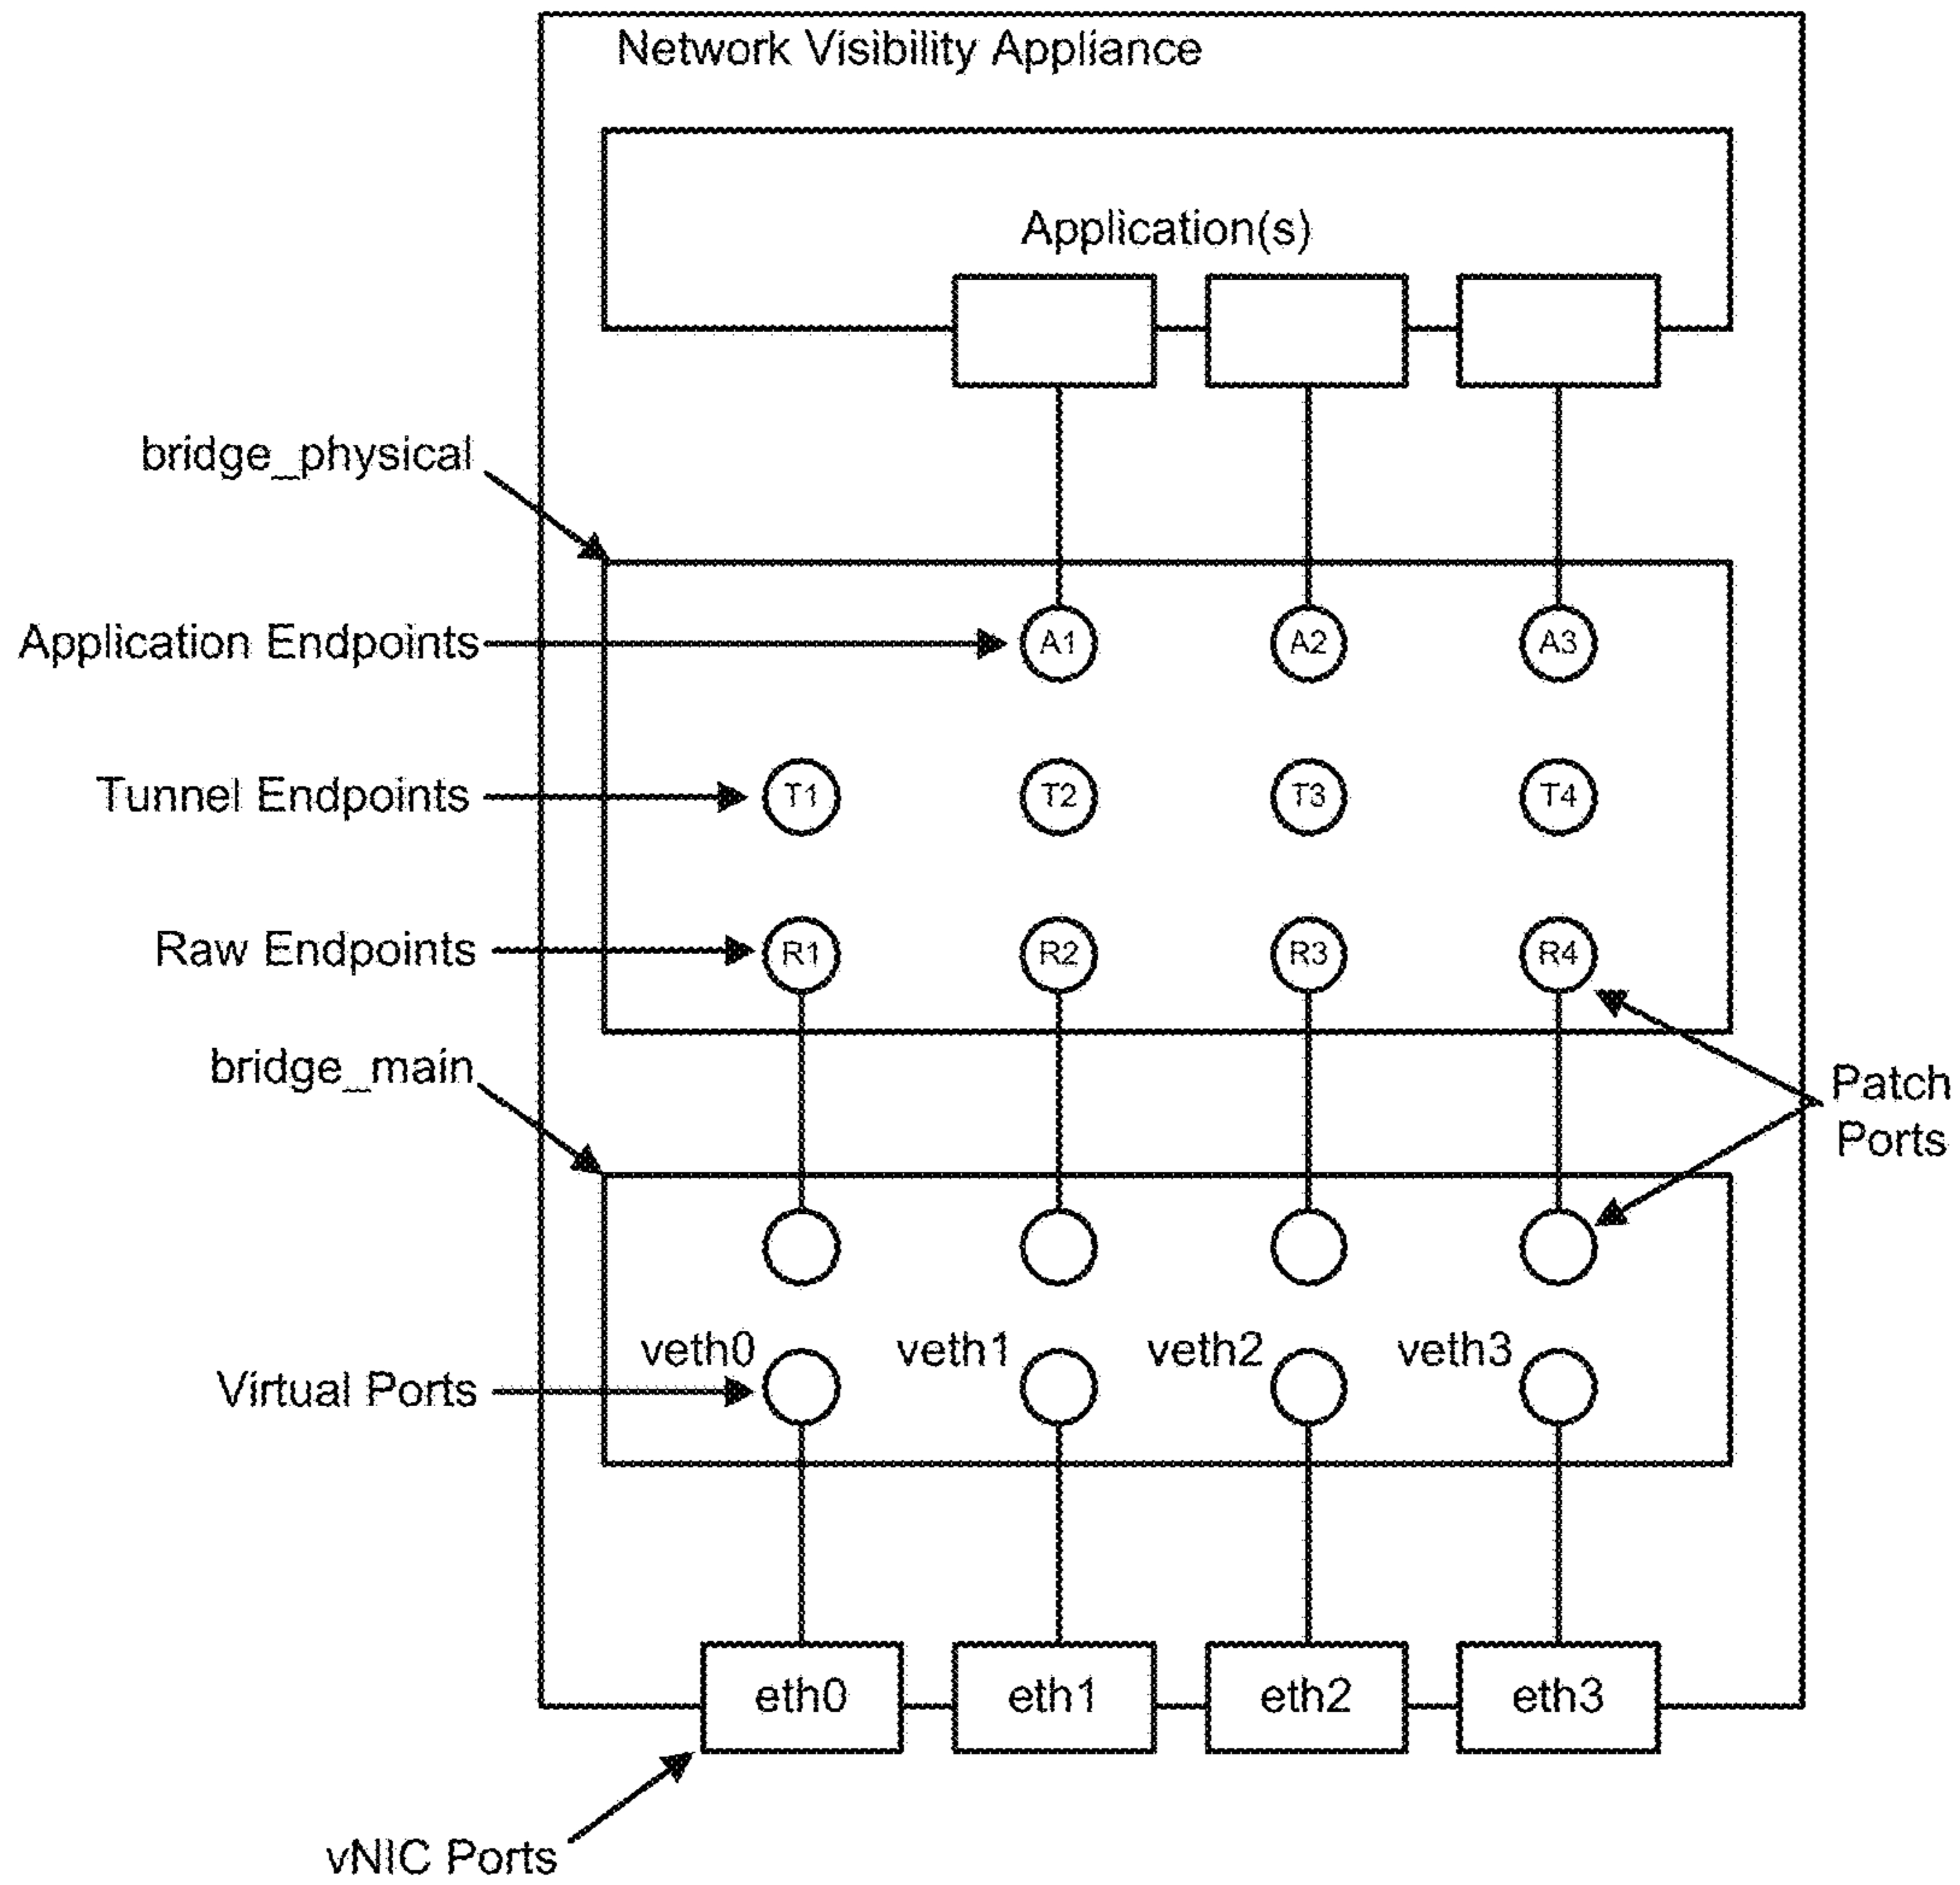 Network Visibility Appliance
Application(s)
bridge_physical
Application Endpoints
A1 A2 A3
Tunnel Endpoints
T1 T2 T3 T4
Raw Endpoints
R1 R2 R3 R4
bridge_main
Patch
Ports
veth0 veth1 veth2 veth3
Virtual Ports
eth0 eth1 eth2 eth3
vNIC Ports